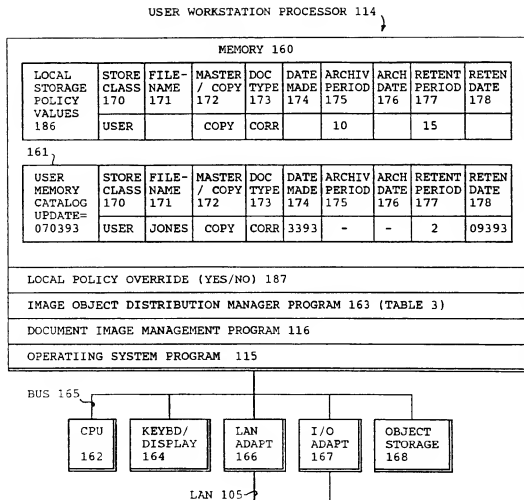 USER WORKSTATION PROCESSOR 114
MEMORY 160
LOCAL STORAGE POLICY VALUES 186
STORE CLASS 170
FILE-NAME 171
MASTER / COPY 172
DOC TYPE 173
DATE MADE 174
ARCHIV PERIOD 175
ARCH DATE 176
RETENT PERIOD 177
RETEN DATE 178
USER COPY CORR 10 15
161
USER MEMORY CATALOG UPDATE= 070393
STORE CLASS 170
FILE-NAME 171
MASTER / COPY 172
DOC TYPE 173
DATE MADE 174
ARCHIV PERIOD 175
ARCH DATE 176
RETENT PERIOD 177
RETEN DATE 178
USER JONES COPY CORR 3393 - - 2 09393
LOCAL POLICY OVERRIDE (YES/NO) 187
IMAGE OBJECT DISTRIBUTION MANAGER PROGRAM 163 (TABLE 3)
DOCUMENT IMAGE MANAGEMENT PROGRAM 116
OPERATIING SYSTEM PROGRAM 115
BUS 165
CPU 162
KEYBD/ DISPLAY 164
LAN ADAPT 166
I/O ADAPT 167
OBJECT STORAGE 168
LAN 105